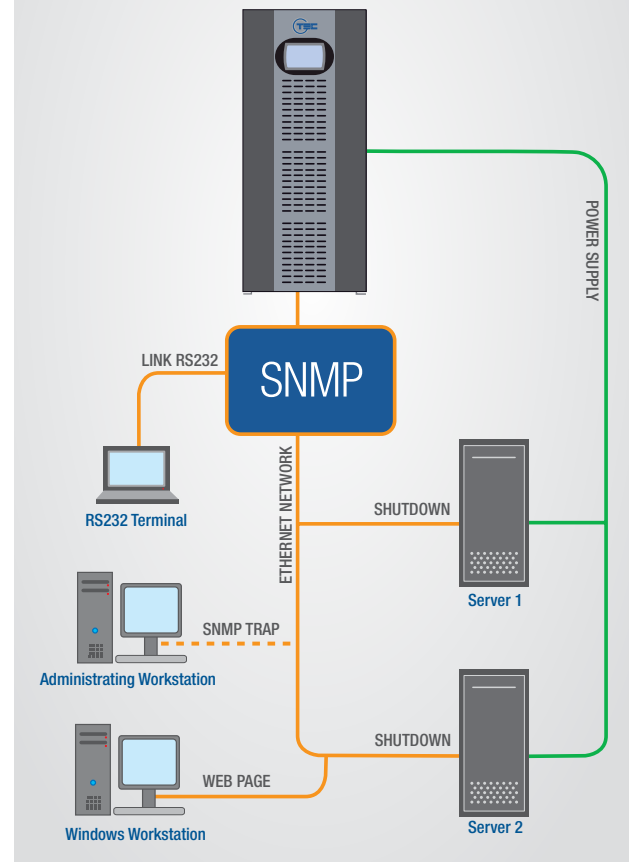 TEC
POWER SUPPLY
LINK RS232
SNMP
RS232 Terminal
ETHERNET NETWORK
SHUTDOWN
Server 1
SNMP TRAP
Administrating Workstation
SHUTDOWN
WEB PAGE
Windows Workstation
Server 2